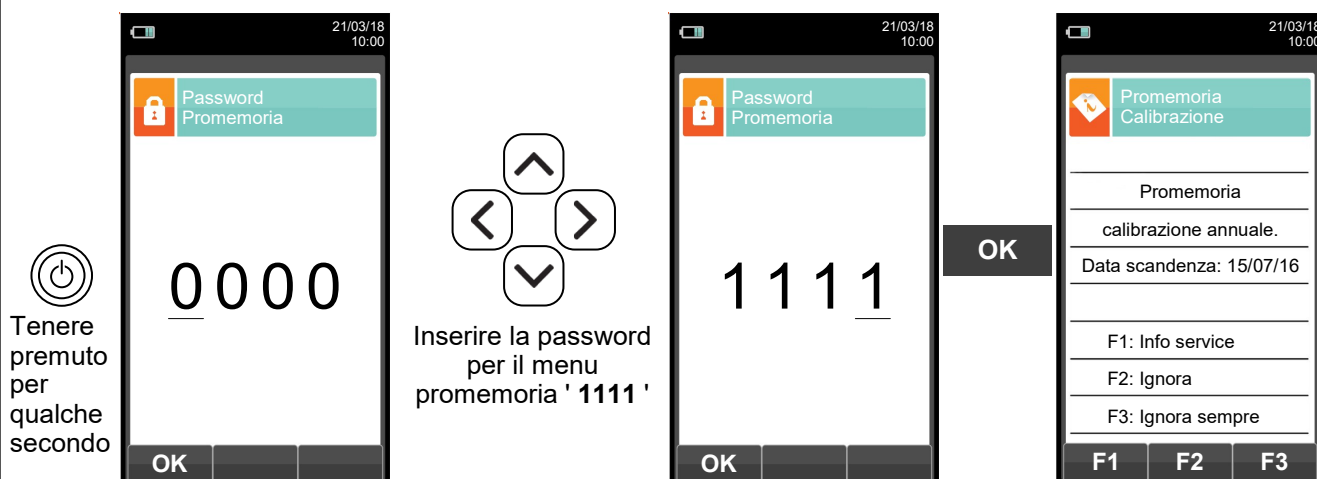 Tenere
premuto
per
qualche
secondo
21/03/18
10:00
Password
Promemoria
0000
OK
Inserire la password
per il menu
promemoria ' 1111 '
21/03/18
10:00
Password
Promemoria
1111
OK
OK
21/03/18
10:00
Promemoria
Calibrazione
Promemoria
calibrazione annuale.
Data scandenza: 15/07/16
F1: Info service
F2: Ignora
F3: Ignora sempre
F1 F2 F3